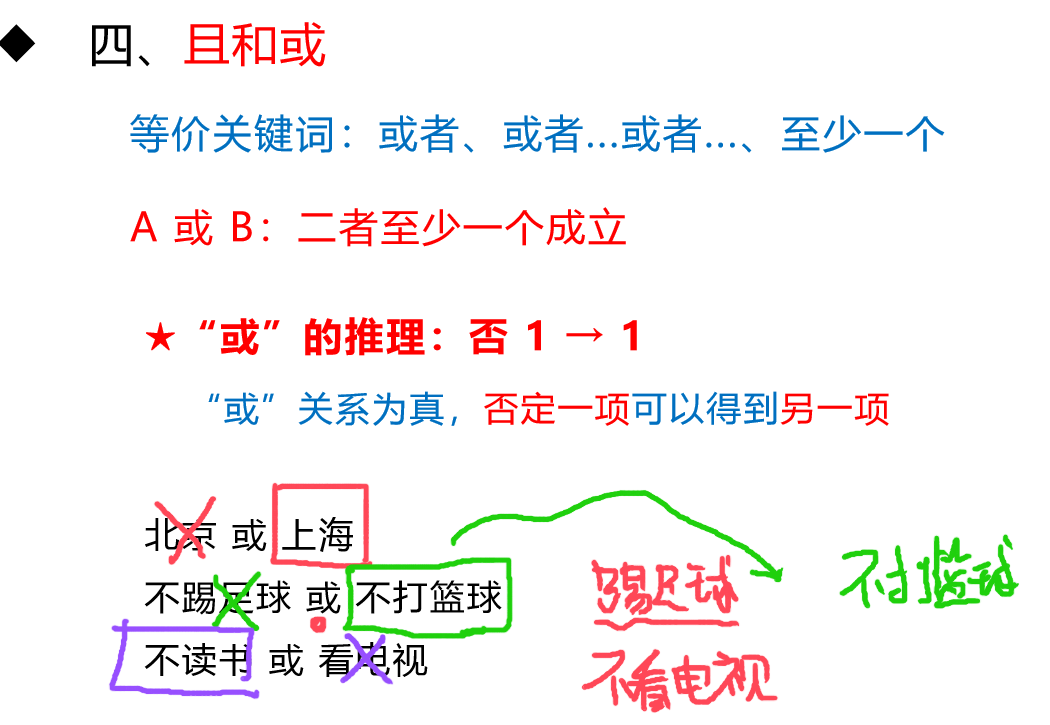 ◆ 四、且和或
等价关键词：或者、或者…或者…、至少一个
A 或 B：二者至少一个成立
★“或”的推理：否 1 → 1
“或”关系为真，否定一项可以得到另一项
北京 或 上海
不踢足球 或 不打篮球
踢足球
不打篮球
不读书 或 看电视
不看电视